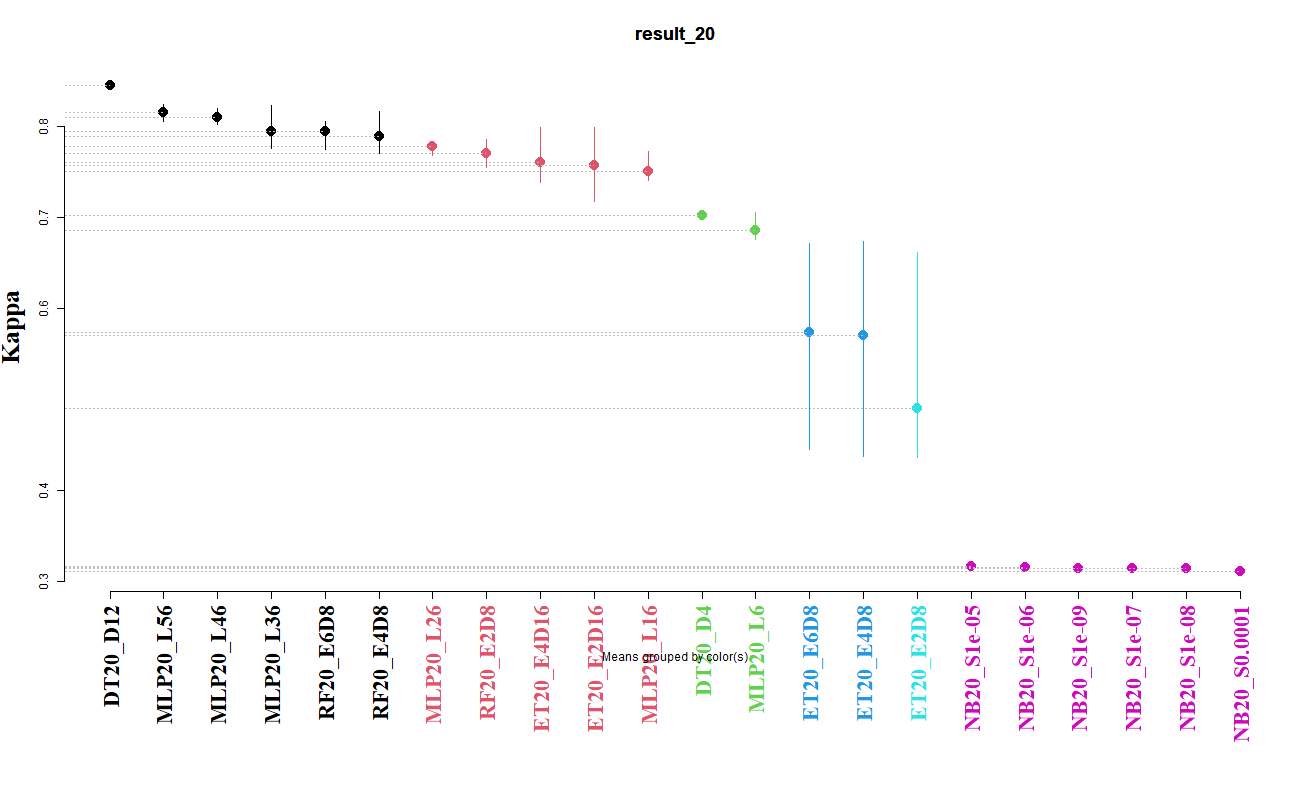 result_20
Kappa
0.8
0.7
0.6
0.4
0.3
DT20_D12
MLP20_L56
MLP20_L46
MLP20_L36
RF20_E6D8
RF20_E4D8
MLP20_L26
RF20_E2D8
ET20_E4D16
ET20_E2D16
MLP20_L16
DT20_D4
MLP20_L6
ET20_E6D8
ET20_E4D8
ET20_E2D8
NB20_S1e-05
NB20_S1e-06
NB20_S1e-09
NB20_S1e-07
NB20_S1e-08
NB20_S0.0001
Means grouped by color(s)